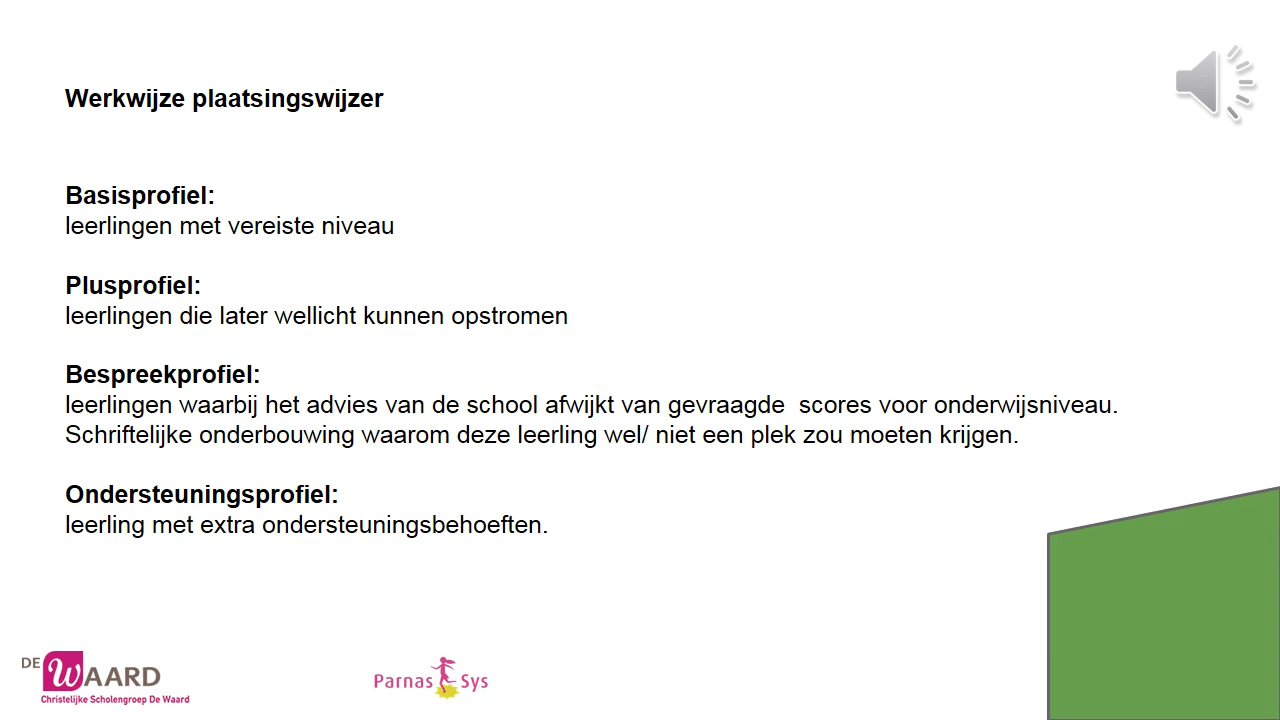 Werkwijze plaatsingswijzer
Basisprofiel:
leerlingen met vereiste niveau
Plusprofiel:
leerlingen die later wellicht kunnen opstromen
Bespreekprofiel:
leerlingen waarbij het advies van de school afwijkt van gevraagde  scores voor onderwijsniveau.
Schriftelijke onderbouwing waarom deze leerling wel/ niet een plek zou moeten krijgen.
Ondersteuningsprofiel:
leerling met extra ondersteuningsbehoeften.
DE WAARD
Christelijke Scholengroep De Waard
ParnasSys